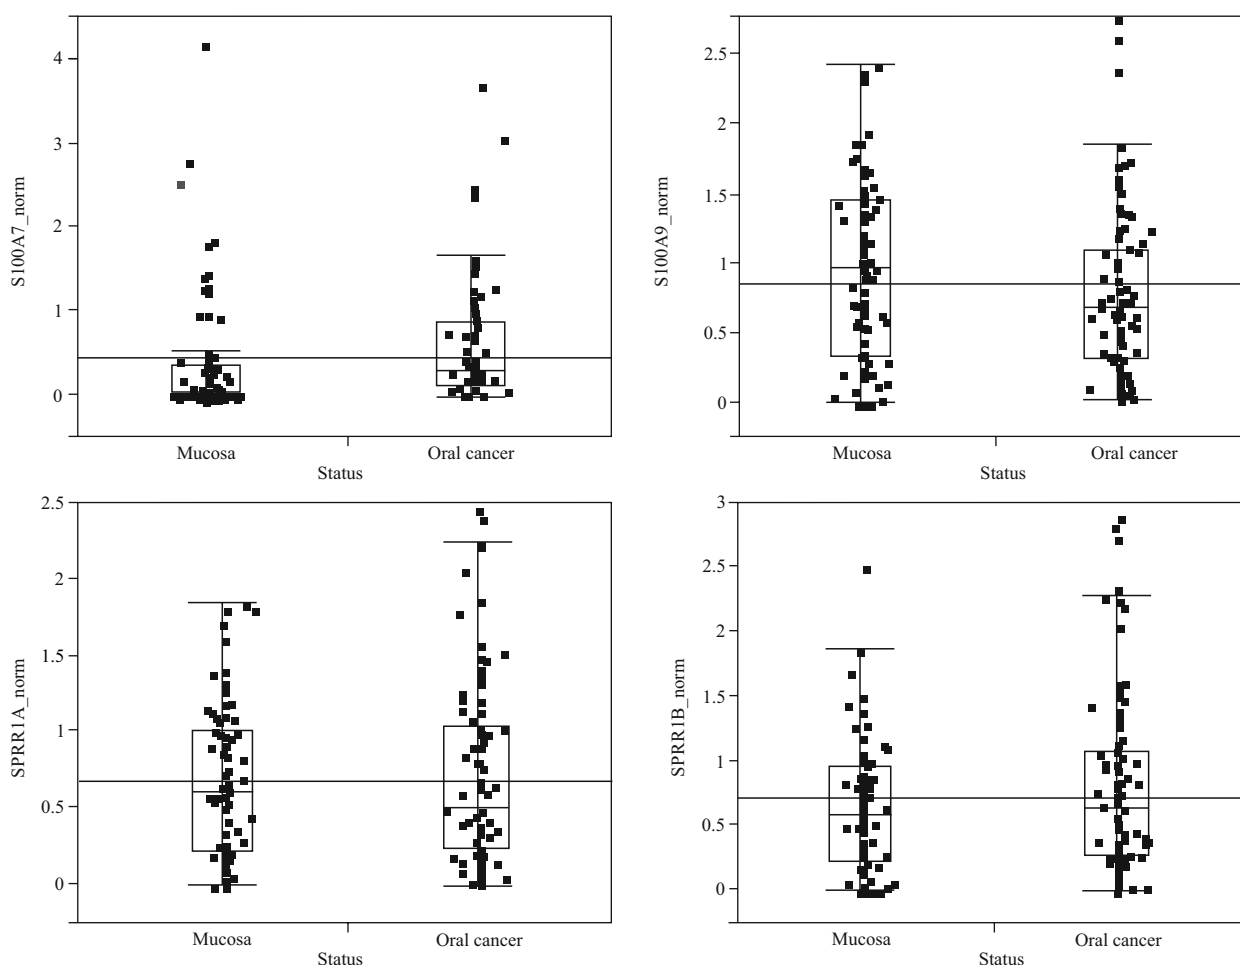 4
3
2
1
0
S100A7_norm
Mucosa
Oral cancer
Status
2.5
2
1.5
1
0.5
0
S100A9_norm
Mucosa
Oral cancer
Status
2.5
2
1.5
1
0.5
0
SPRR1A_norm
Mucosa
Oral cancer
Status
3
2.5
2
1.5
1
0.5
0
SPRR1B_norm
Mucosa
Oral cancer
Status